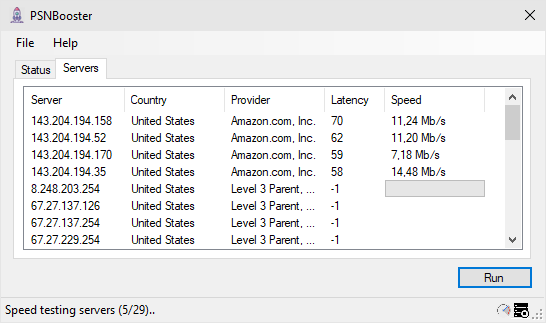 PSNBooster
File Help
Status Servers
Server Country Provider Latency Speed
143.204.194.158 United States Amazon.com, Inc. 70 11,24 Mb/s
143.204.194.52 United States Amazon.com, Inc. 62 11,20 Mb/s
143.204.194.170 United States Amazon.com, Inc. 59 7,18 Mb/s
143.204.194.35 United States Amazon.com, Inc. 58 14,48 Mb/s
8.248.203.254 United States Level 3 Parent, ... -1
67.27.137.126 United States Level 3 Parent, ... -1
67.27.137.254 United States Level 3 Parent, ... -1
67.27.229.254 United States Level 3 Parent, ... -1
Run
Speed testing servers (5/29)..